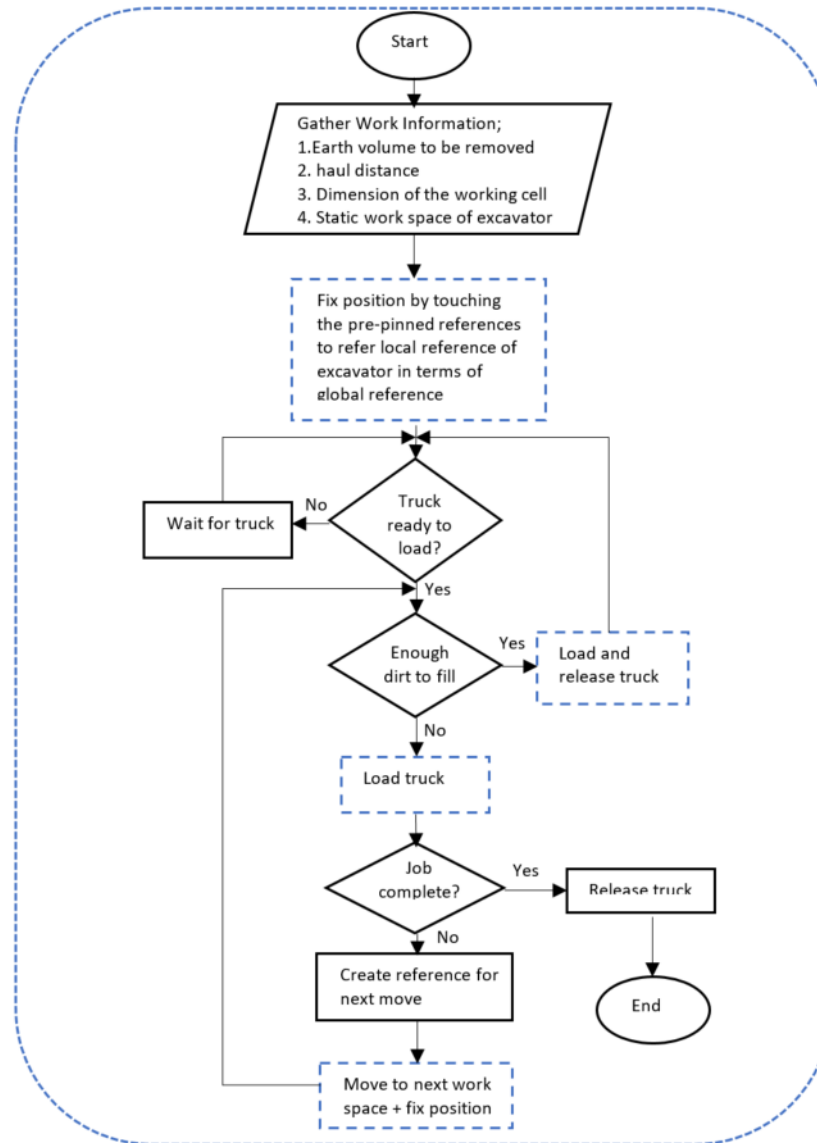 Start
Gather Work Information;
1.Earth volume to be removed
2. haul distance
3. Dimension of the working cell
4. Static work space of excavator
Fix position by touching
the pre-pinned references
to refer local reference of
excavator in terms of
global reference
Truck
ready to
load?
No
Wait for truck
Yes
Enough
dirt to fill
Yes
Load and
release truck
No
Load truck
Job
complete?
Yes
Release truck
No
Create reference for
next move
End
Move to next work
space + fix position